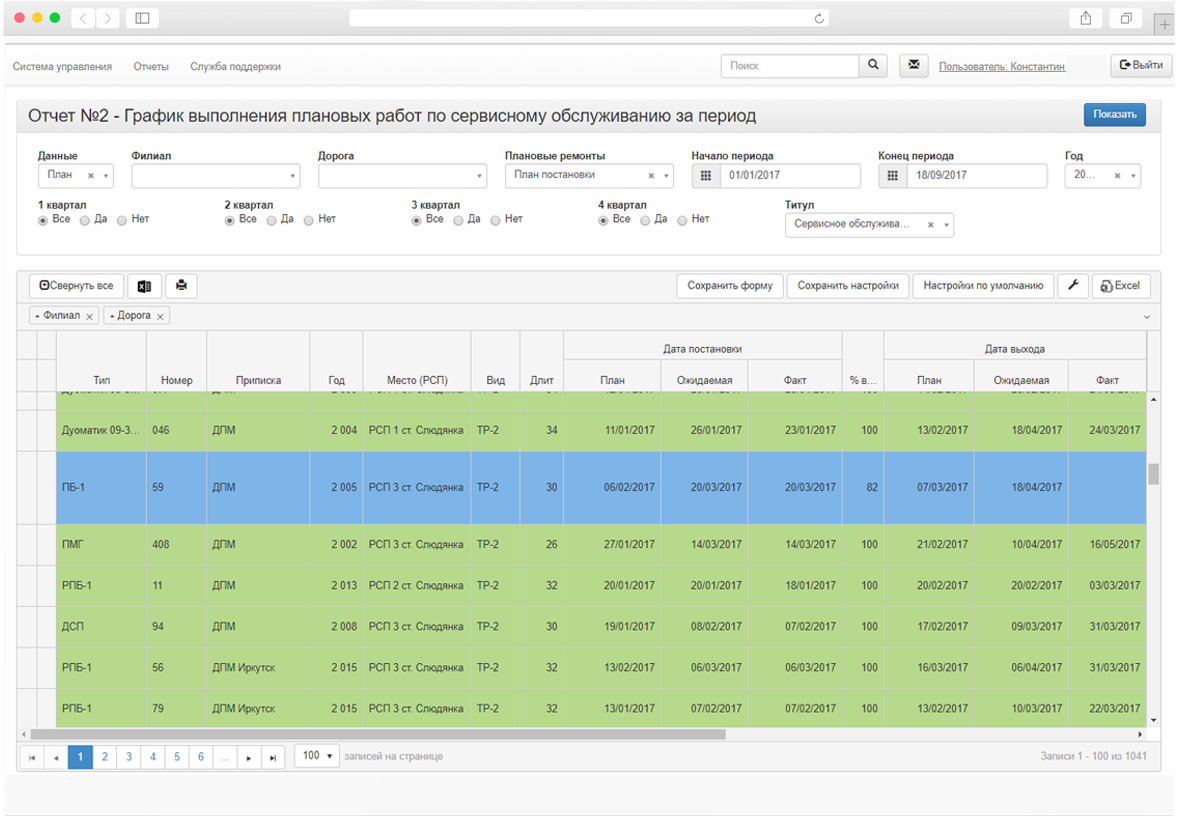 Система управления Отчеты Служба поддержки Поиск Пользователь: Константин Выйти
Отчет №2 - График выполнения плановых работ по сервисному обслуживанию за период Показать
Данные Филиал Дорога Плановые ремонты Начало периода Конец периода Год
План × План постановки × 01/01/2017 18/09/2017 20... ×
1 квартал 2 квартал 3 квартал 4 квартал Титул
Все Да Нет Все Да Нет Все Да Нет Все Да Нет Сервисное обслужива... ×
Свернуть все Сохранить форму Сохранить настройки Настройки по умолчанию Excel
Филиал × Дорога ×
Дата постановки Дата выхода
Тип Номер Приписка Год Место (РСП) Вид Длит План Ожидаемая Факт % в... План Ожидаемая Факт
Дуоматик 09-3... 046 ДПМ 2 004 РСП 1 ст. Слюдянка ТР-2 34 11/01/2017 26/01/2017 23/01/2017 100 13/02/2017 18/04/2017 24/03/2017
ПБ-1 59 ДПМ 2 005 РСП 3 ст. Слюдянка ТР-2 30 06/02/2017 20/03/2017 20/03/2017 82 07/03/2017 18/04/2017
ПМГ 408 ДПМ 2 002 РСП 3 ст. Слюдянка ТР-2 26 27/01/2017 14/03/2017 14/03/2017 100 21/02/2017 10/04/2017 16/05/2017
РПБ-1 11 ДПМ 2 013 РСП 2 ст. Слюдянка ТР-2 32 20/01/2017 20/01/2017 18/01/2017 100 20/02/2017 20/02/2017 03/03/2017
ДСП 94 ДПМ 2 008 РСП 3 ст. Слюдянка ТР-2 30 19/01/2017 08/02/2017 07/02/2017 100 17/02/2017 09/03/2017 31/03/2017
РПБ-1 56 ДПМ Иркутск 2 015 РСП 3 ст. Слюдянка ТР-2 32 13/02/2017 06/03/2017 06/03/2017 100 16/03/2017 06/04/2017 31/03/2017
РПБ-1 79 ДПМ Иркутск 2 015 РСП 3 ст. Слюдянка ТР-2 32 13/01/2017 07/02/2017 07/02/2017 100 13/02/2017 10/03/2017 22/03/2017
1 2 3 4 5 6 ... 100 записей на странице Записи 1 - 100 из 1041